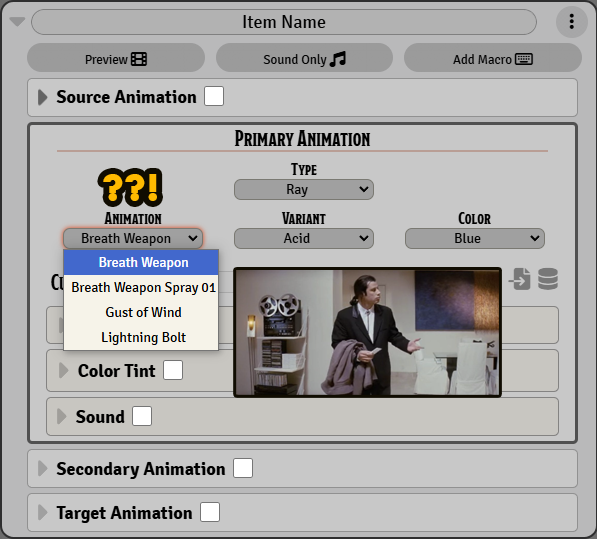 Item Name
Preview
Sound Only
Add Macro
Source Animation
Primary Animation
??!
Type
Ray
Animation
Variant
Color
Breath Weapon
Acid
Blue
Breath Weapon
Breath Weapon Spray 01
Gust of Wind
Lightning Bolt
Color Tint
Sound
Secondary Animation
Target Animation